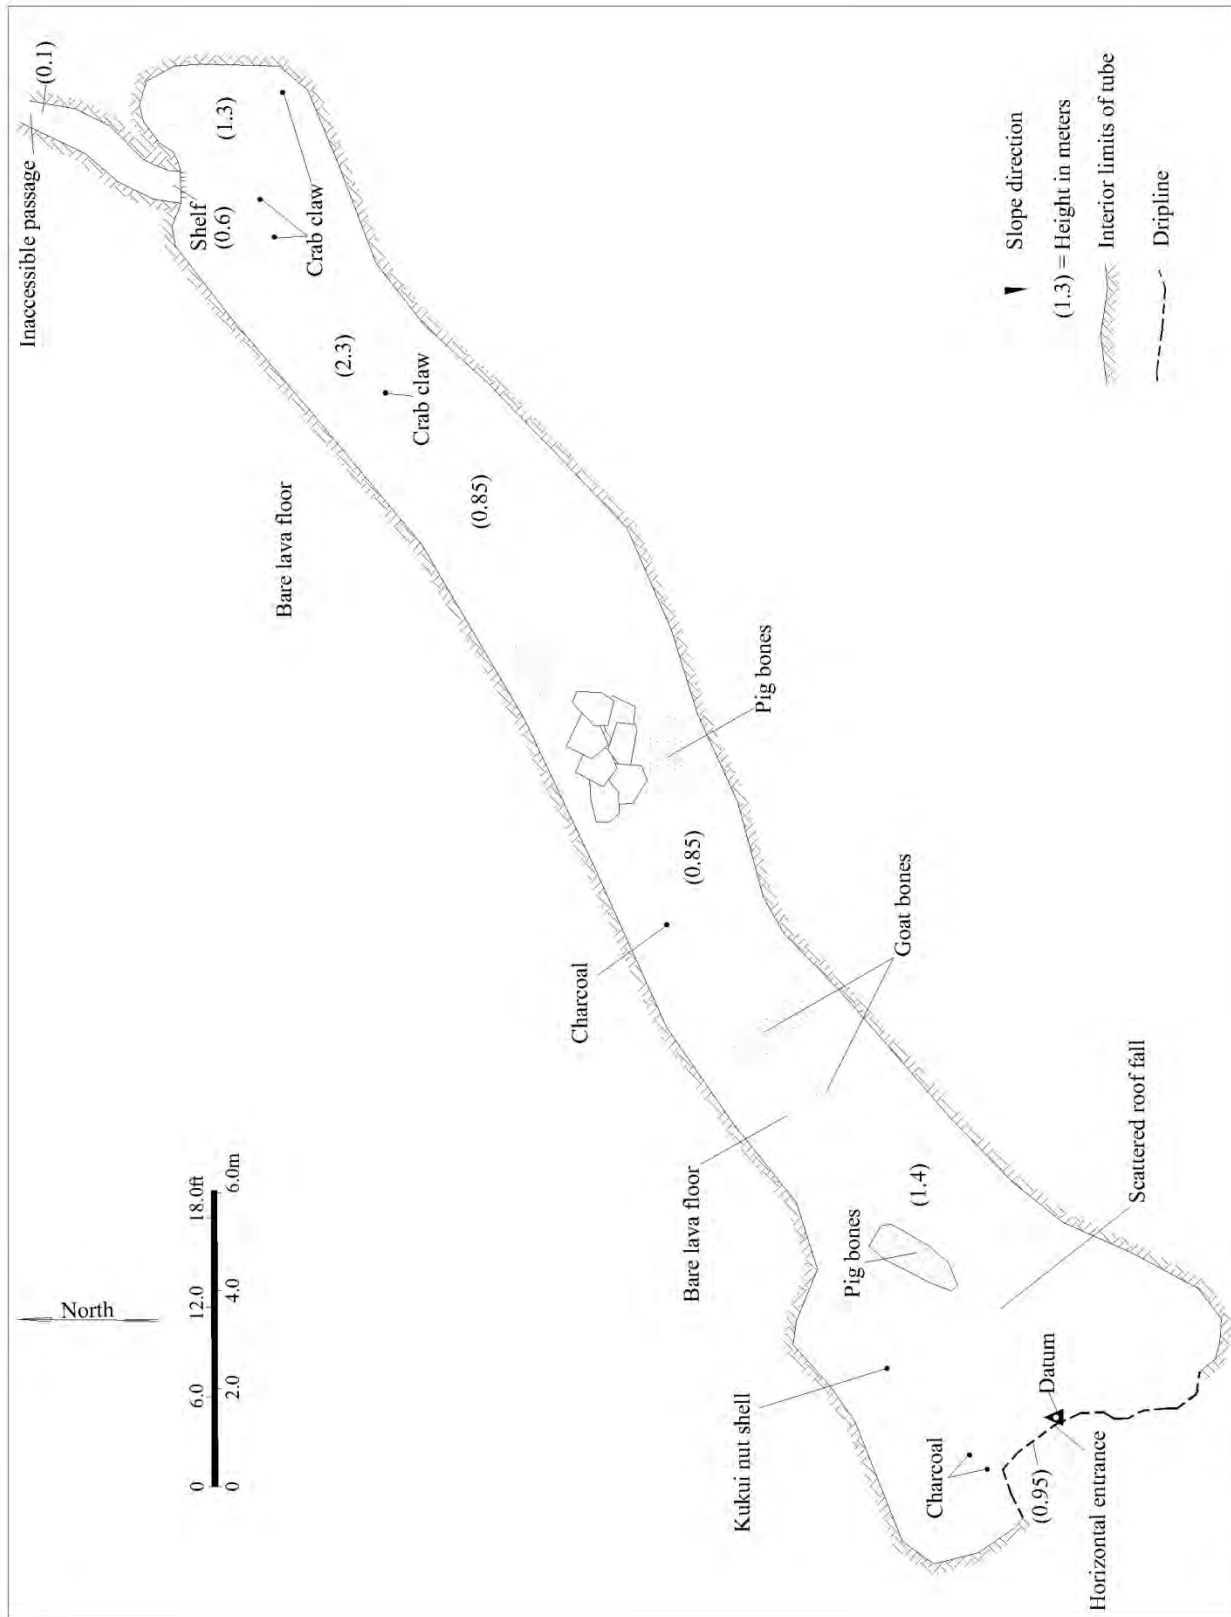 Inaccessible passage
(0.1)
(1.3)
Shelf
(0.6)
Crab claw
(2.3)
Crab claw
(0.85)
Bare lava floor
Pig bones
(0.85)
Charcoal
Goat bones
Bare lava floor
(1.4)
Pig bones
Scattered roof fall
Kukui nut shell
Charcoal
Datum
(0.95)
Horizontal entrance
North
0 6.0 12.0 18.0ft
0 2.0 4.0 6.0m
Slope direction
(1.3) = Height in meters
Interior limits of tube
Dripline